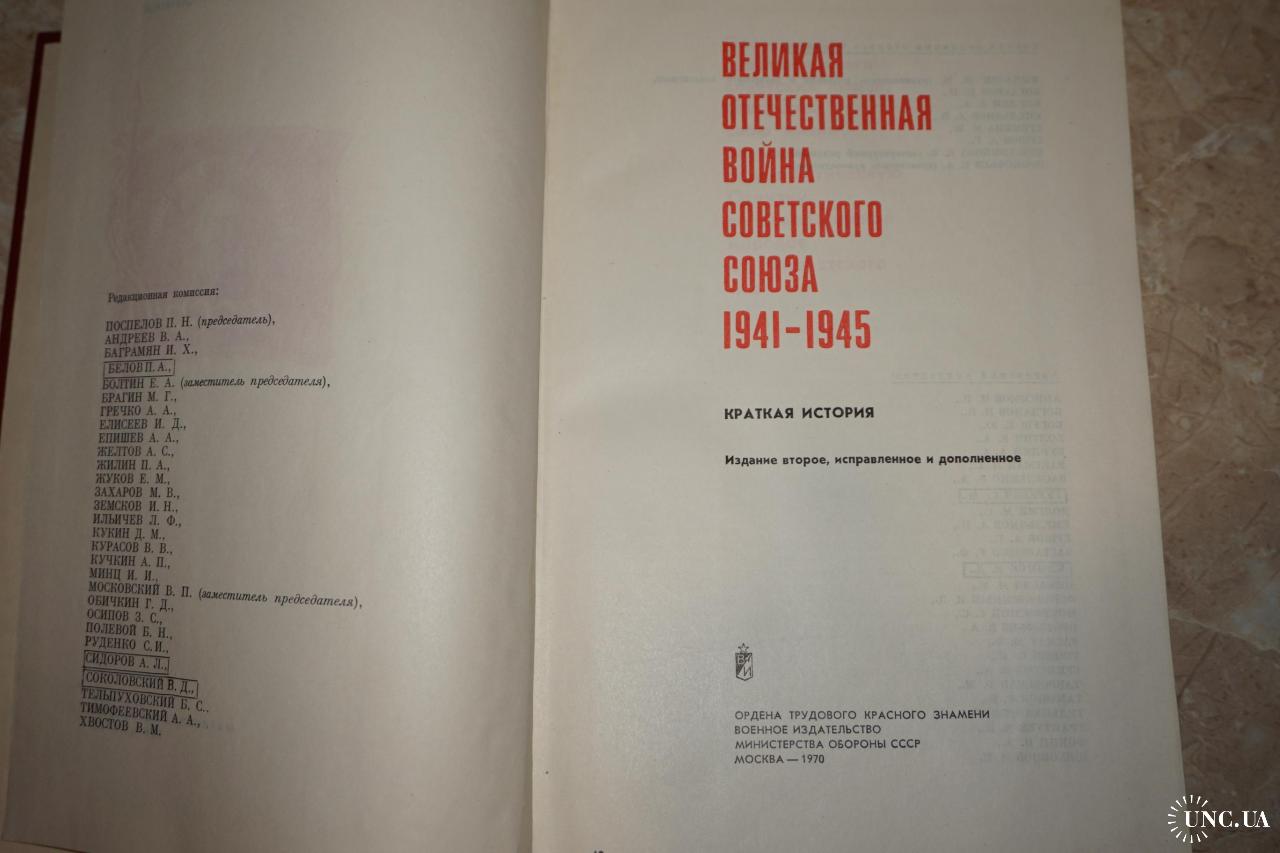 Редакционная комиссия:
ПОСПЕЛОВ П. Н. (председатель),
АНДРЕЕВ В. А.,
БАГРАМЯН И. Х.,
БЕЛОВ П. А.,
БОЛТИН Е. А. (заместитель председателя),
БРАГИН М. Г.,
ГРЕЧКО А. А.,
ЕЛИСЕЕВ И. Д.,
ЕПИШЕВ А. А.,
ЖЕЛТОВ А. С.,
ЖИЛИН П. А.,
ЖУКОВ Е. М.,
ЗАХАРОВ М. В.,
ЗЕМСКОВ И. Н.,
ИЛЬИЧЕВ Л. Ф.,
КУКИН Д. М.,
КУРАСОВ В. В.,
КУЧКИН А. П.,
МИНЦ И. И.,
МОСКОВСКИЙ В. П. (заместитель председателя),
ОБИЧКИН Г. Д.,
ОСИПОВ З. С.,
ПОЛЕВОЙ Б. Н.,
РУДЕНКО С. И.,
СИДОРОВ А. Л.,
СОКОЛОВСКИЙ В. Д.,
ТЕЛЬПУХОВСКИЙ Б. С.,
ТИМОФЕЕВСКИЙ А. А.,
ХВОСТОВ В. М.
ВЕЛИКАЯ
ОТЕЧЕСТВЕННАЯ
ВОЙНА
СОВЕТСКОГО
СОЮЗА
1941-1945
КРАТКАЯ ИСТОРИЯ
Издание второе, исправленное и дополненное
ОРДЕНА ТРУДОВОГО КРАСНОГО ЗНАМЕНИ
ВОЕННОЕ ИЗДАТЕЛЬСТВО
МИНИСТЕРСТВА ОБОРОНЫ СССР
МОСКВА — 1970
UNC.UA